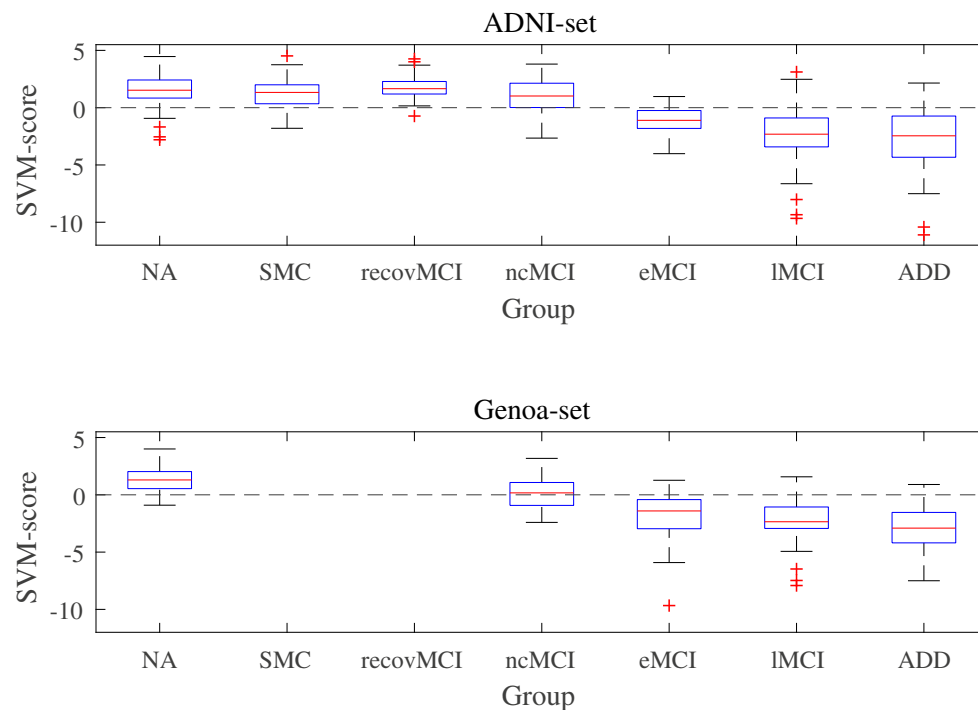 ADNI-set
5
0
-5
-10
SVM-score
NA SMC recovMCI ncMCI eMCI lMCI ADD
Group
Genoa-set
5
0
-5
-10
SVM-score
NA SMC recovMCI ncMCI eMCI lMCI ADD
Group